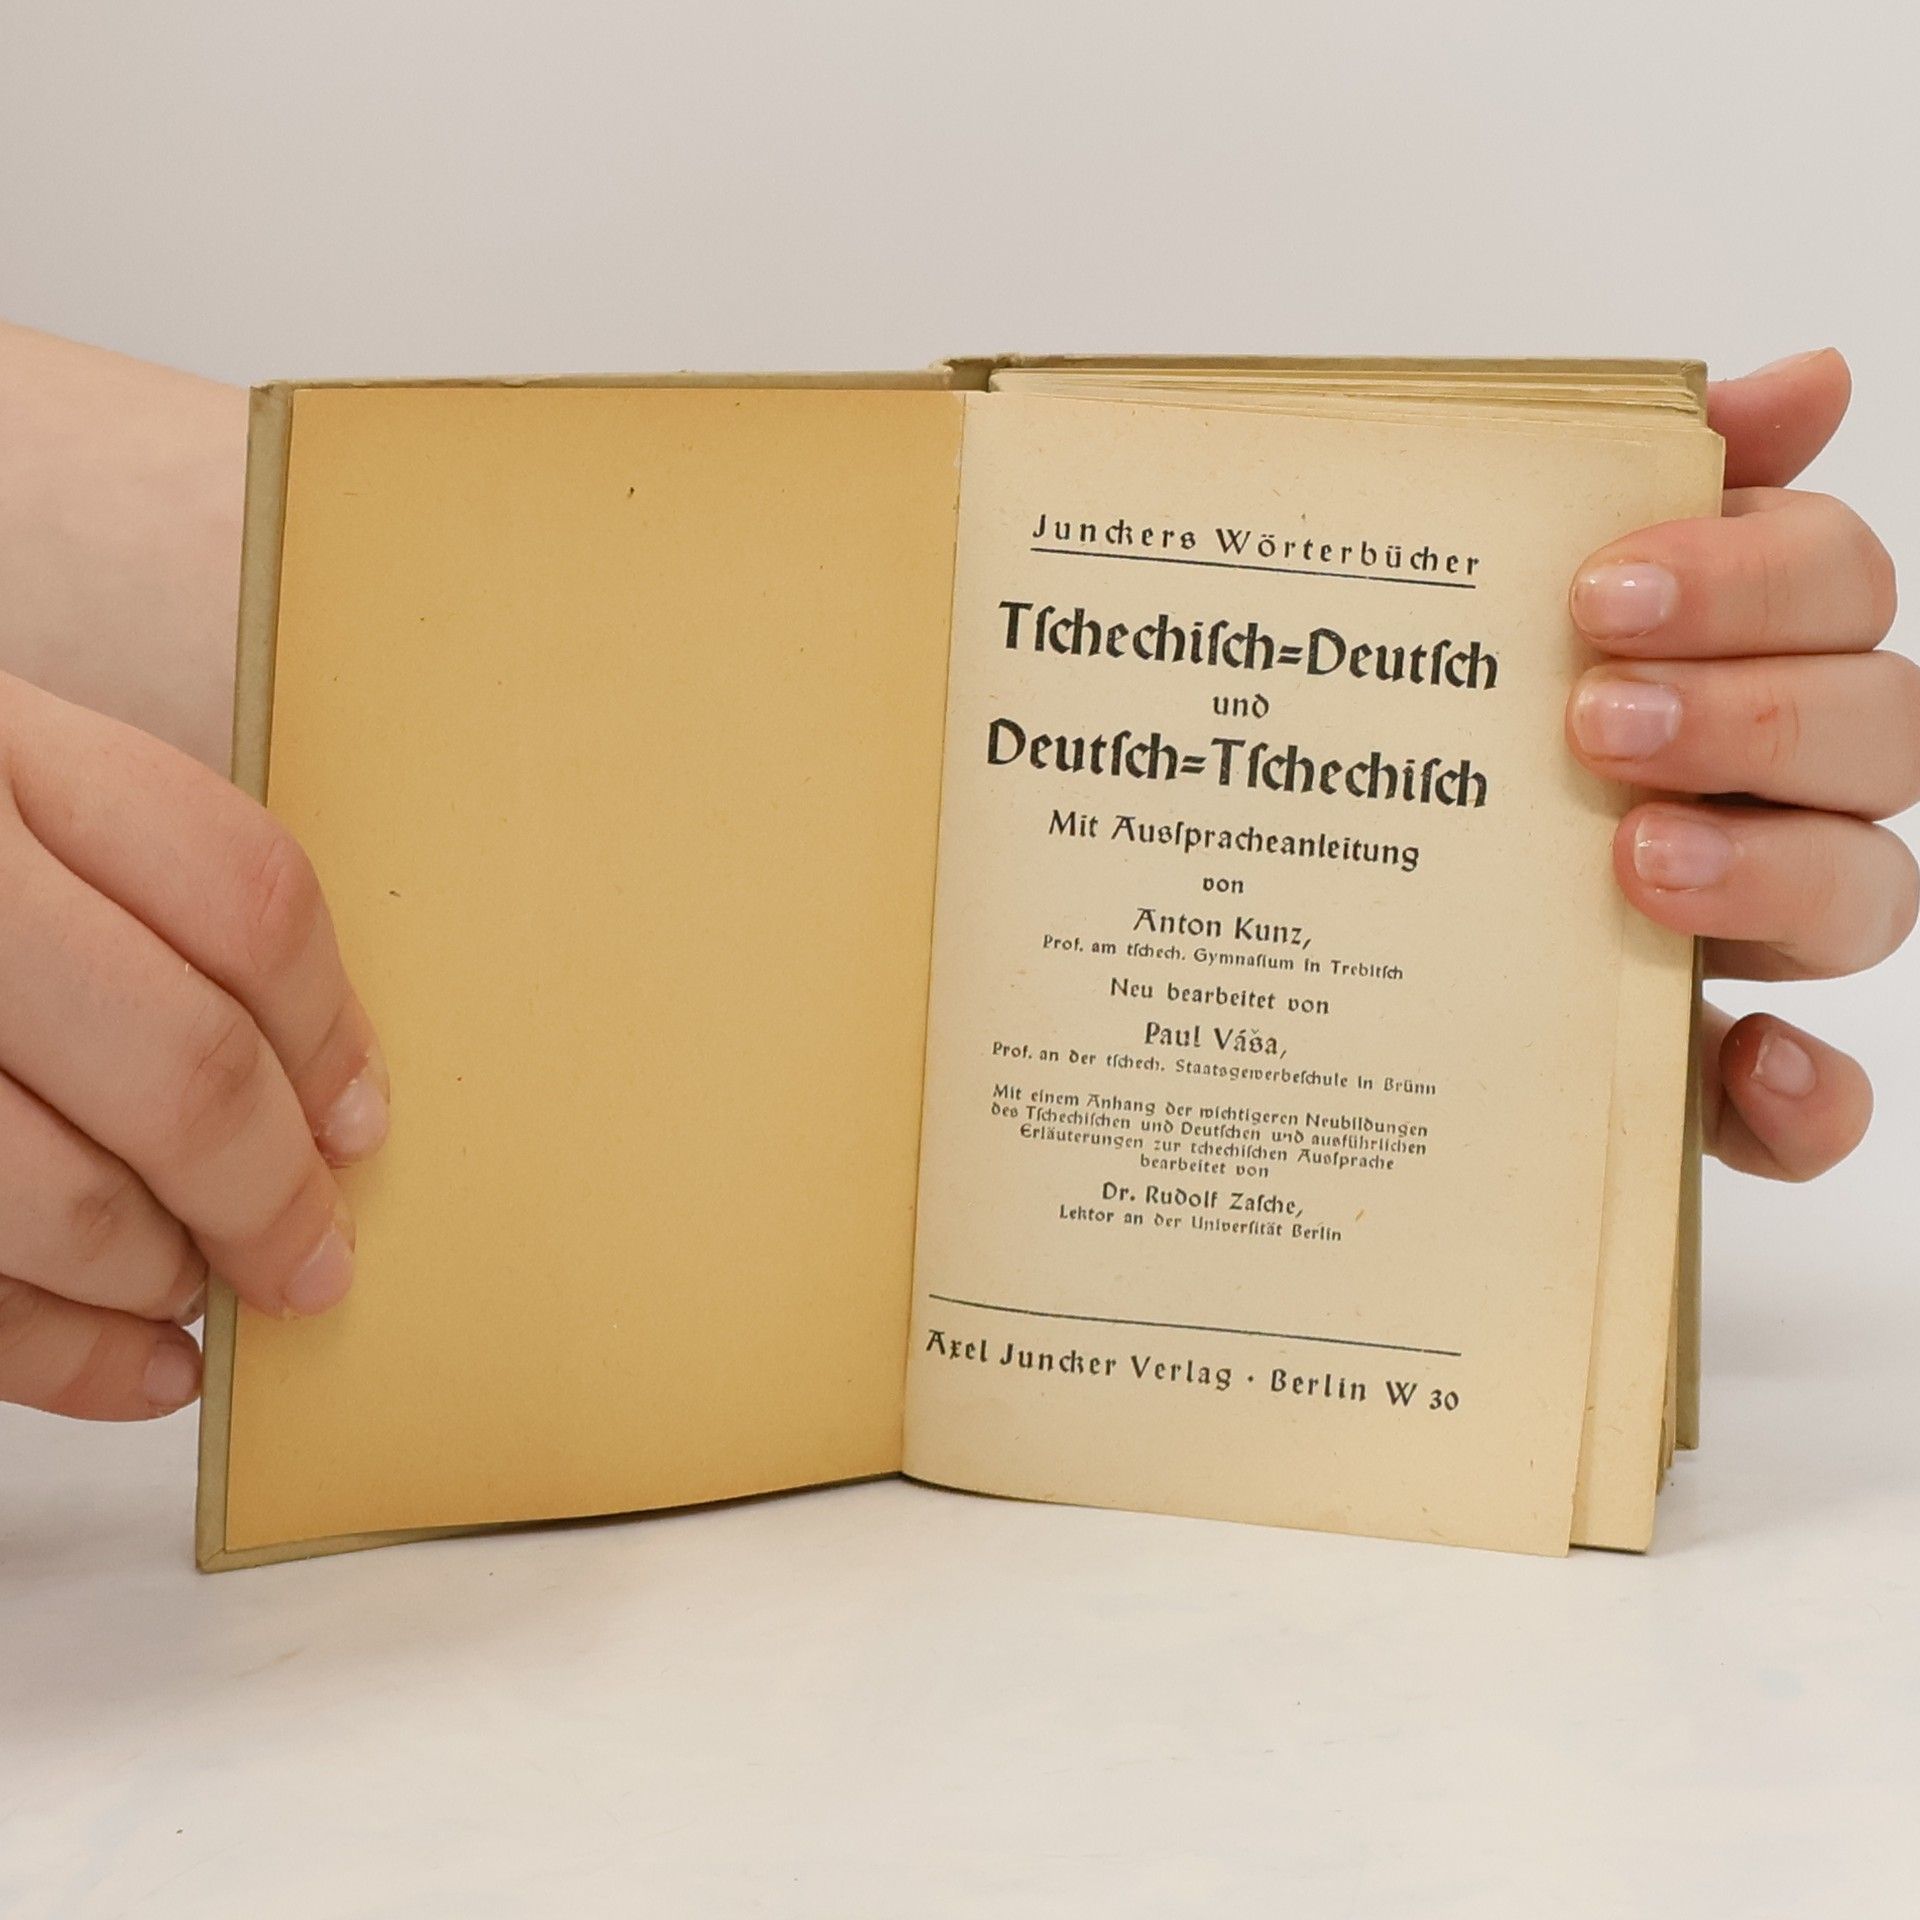 Junckers Wörterbücher
Tſchechiſch=Deutſch
und
Deutſch=Tſchechiſch
Mit Ausſpracheanleitung
von
Anton Kunz,
Prof. am tſchech. Gymnaſium in Trebitſch
Neu bearbeitet von
Paul Váša,
Prof. an der tſchech. Staatsgewerbeſchule in Brünn
Mit einem Anhang der wichtigeren Neubildungen
des Tſchechiſchen und Deutſchen und ausführlichen
Erläuterungen zur tchechiſchen Ausſprache
bearbeitet von
Dr. Rudolf Zaſche,
Lektor an der Univerſität Berlin
Axel Juncker Verlag · Berlin W 30